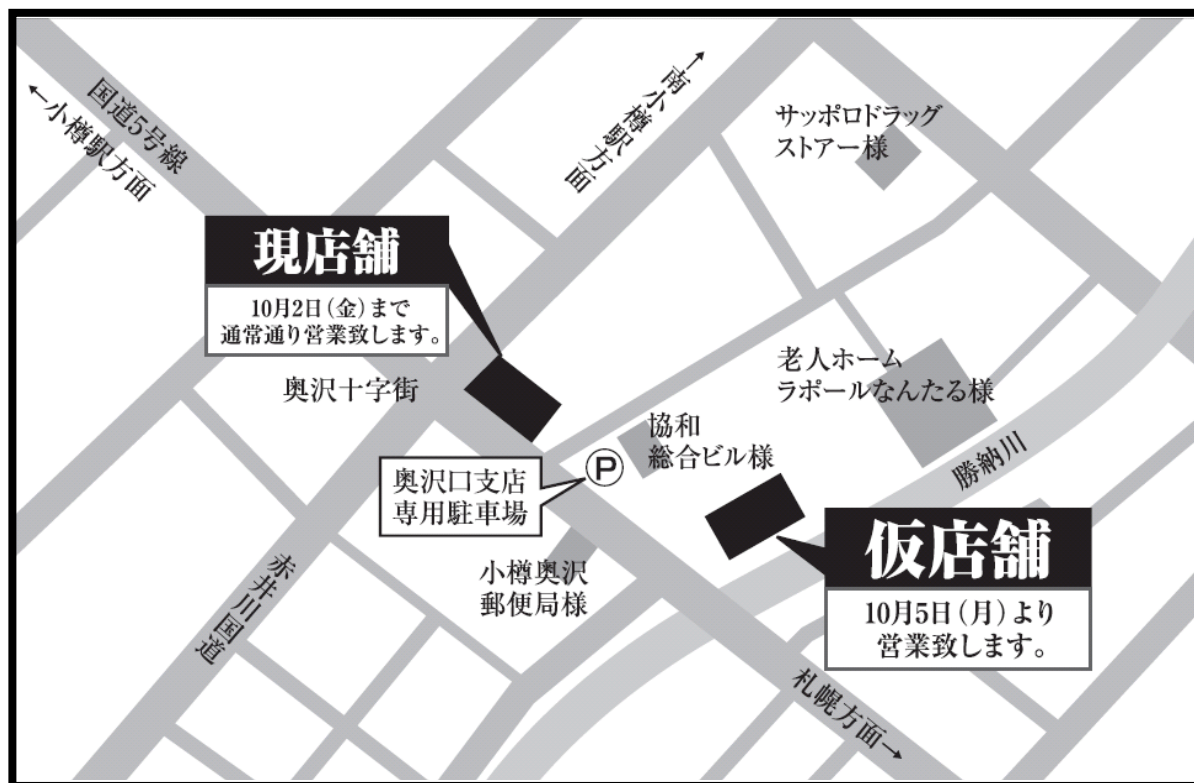 国道5号線
←小樽駅方面
↑南小樽駅方面
サッポロドラッグ
ストアー様
現店舗
10月2日(金)まで
通常通り営業致します。
奥沢十字街
老人ホーム
ラポールなんたる様
協和
総合ビル様
勝納川
奥沢口支店
専用駐車場
P
仮店舗
10月5日(月)より
営業致します。
小樽奥沢
郵便局様
赤井川国道
札幌方面→